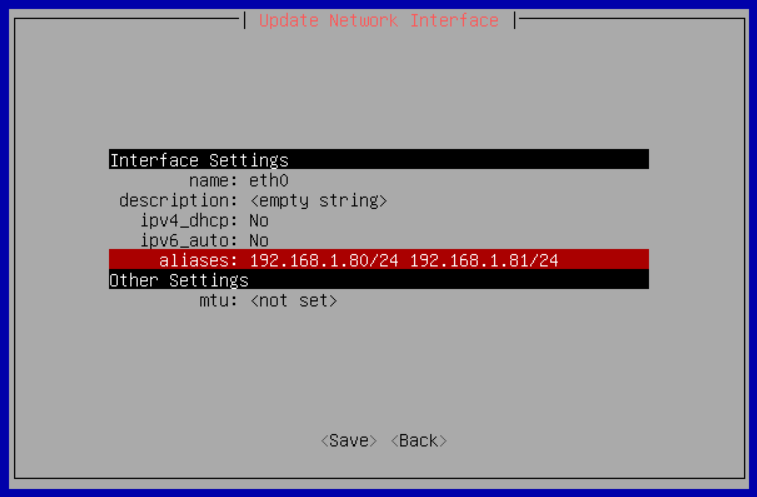 Update Network Interface
Interface Settings
name: eth0
description: <empty string>
ipv4_dhcp: No
ipv6_auto: No
aliases: 192.168.1.80/24 192.168.1.81/24
Other Settings
mtu: <not set>
<Save> <Back>